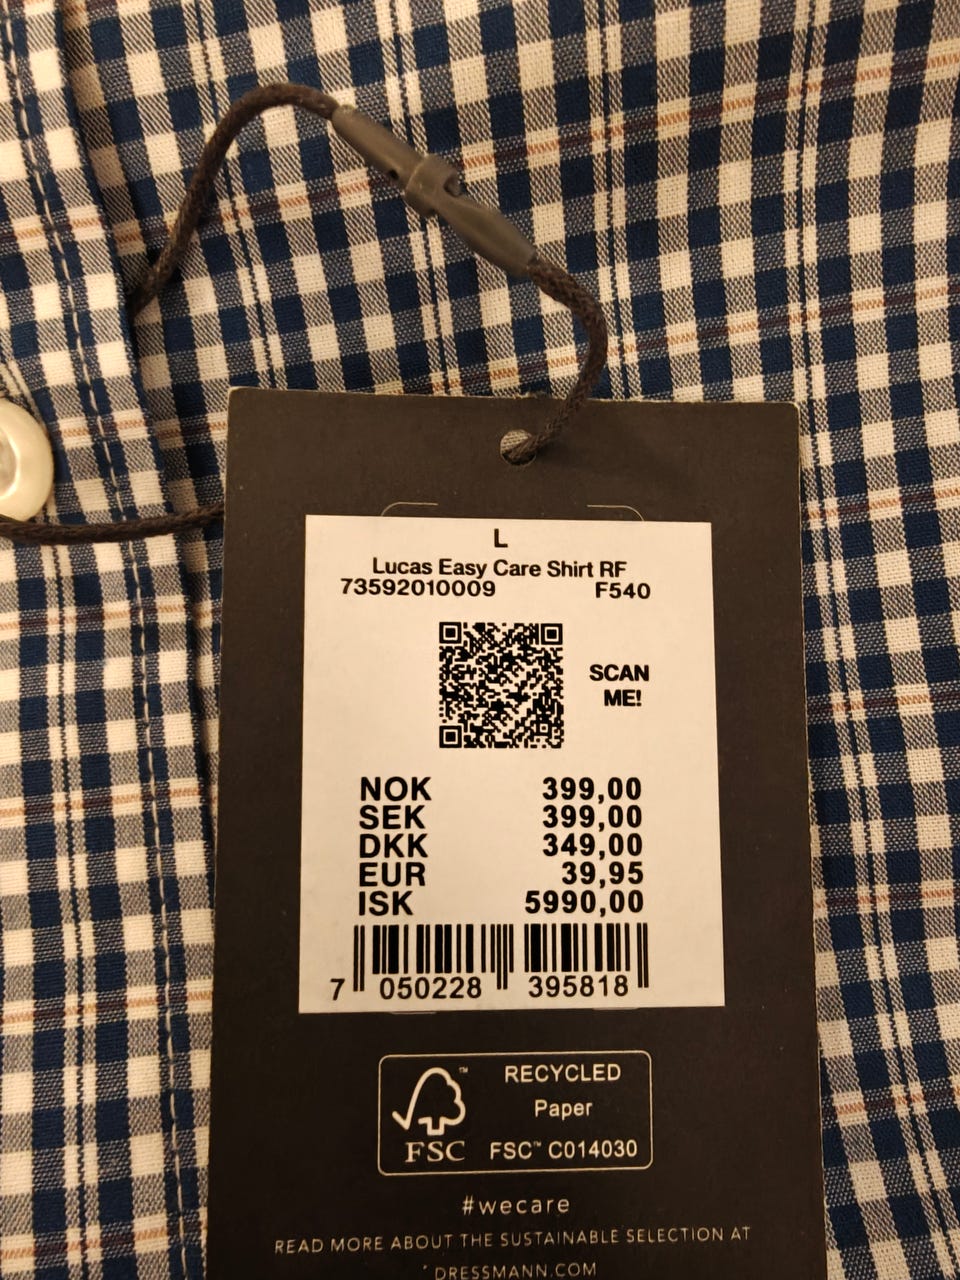 L
Lucas Easy Care Shirt RF
73592010009 F540
SCAN
ME!
NOK 399,00
SEK 399,00
DKK 349,00
EUR 39,95
ISK 5990,00
7 050228 395818
™ RECYCLED
Paper
FSC FSC™ C014030
#wecare
READ MORE ABOUT THE SUSTAINABLE SELECTION AT
DRESSMANN.COM